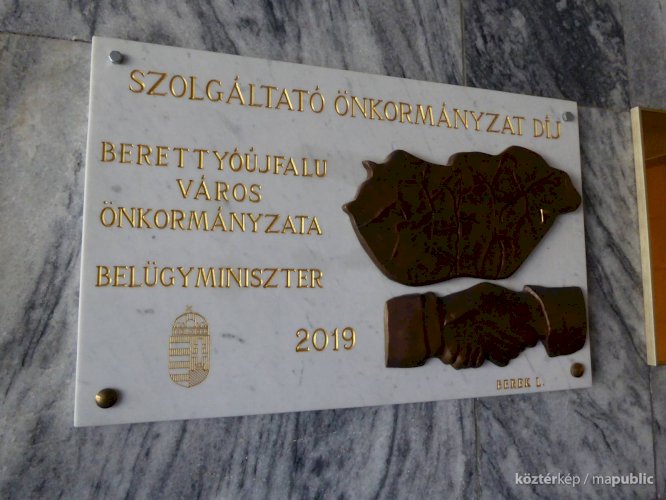 SZOLGÁLTATÓ ÖNKORMÁNYZAT DÍJ
BERETTYÓÚJFALU
VÁROS
ÖNKORMÁNYZATA
BELÜGYMINISZTER
2019
BEREK L.
köztérkép / mapublic